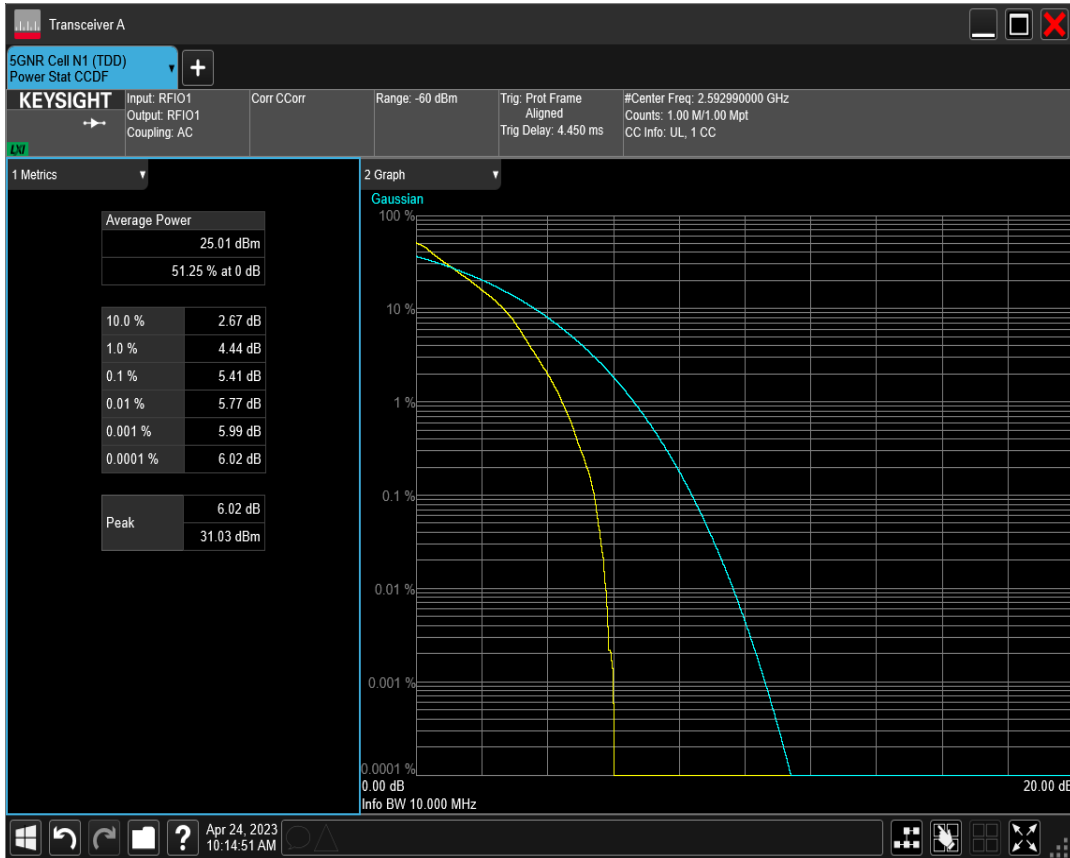 Transceiver A
5GNR Cell N1 (TDD)
Power Stat CCDF
+
KEYSIGHT
LXI
Input: RFIO1
Output: RFIO1
Coupling: AC
Corr CCorr
Range: -60 dBm
Trig: Prot Frame
Aligned
Trig Delay: 4.450 ms
#Center Freq: 2.592990000 GHz
Counts: 1.00 M/1.00 Mpt
CC Info: UL, 1 CC
1 Metrics
Average Power
25.01 dBm
51.25 % at 0 dB
10.0 % 2.67 dB
1.0 % 4.44 dB
0.1 % 5.41 dB
0.01 % 5.77 dB
0.001 % 5.99 dB
0.0001 % 6.02 dB
Peak
6.02 dB
31.03 dBm
2 Graph
Gaussian
100 %
10 %
1 %
0.1 %
0.01 %
0.001 %
0.0001 %
0.00 dB 20.00 dB
Info BW 10.000 MHz
?
Apr 24, 2023
10:14:51 AM